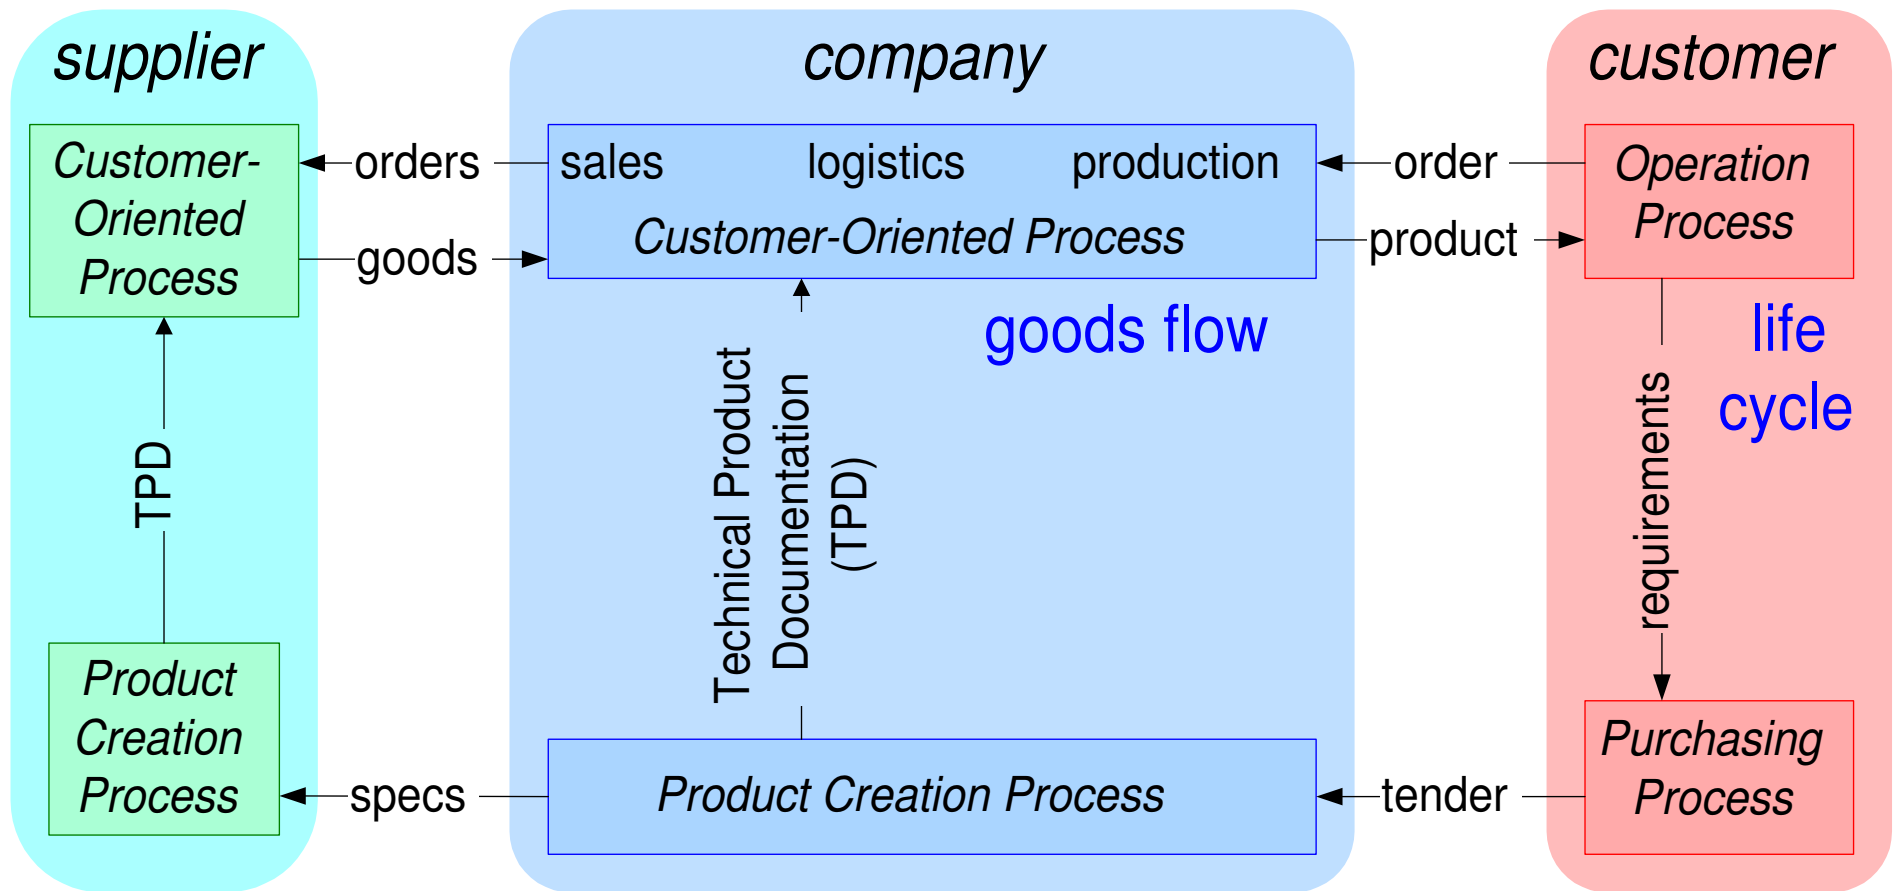 supplier
company
customer
Customer-
Oriented
Process
orders
goods
sales logistics production
Customer-Oriented Process
order
product
Operation
Process
goods flow
life
cycle
TPD
Technical Product
Documentation
(TPD)
requirements
Product
Creation
Process
specs
Product Creation Process
tender
Purchasing
Process